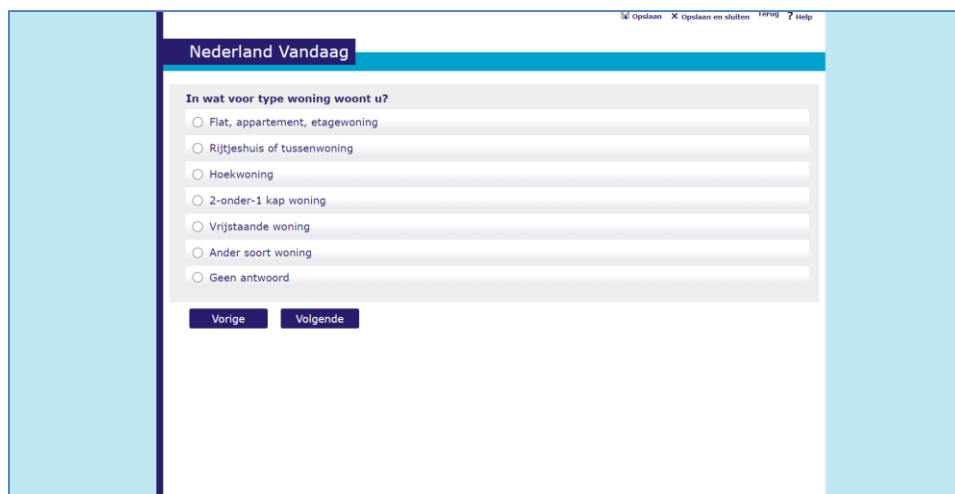 Opslaan Opslaan en sluiten Terug ? Help
Nederland Vandaag
In wat voor type woning woont u?
Flat, appartement, etagewoning
Rijtjeshuis of tussenwoning
Hoekwoning
2-onder-1 kap woning
Vrijstaande woning
Ander soort woning
Geen antwoord
Vorige Volgende